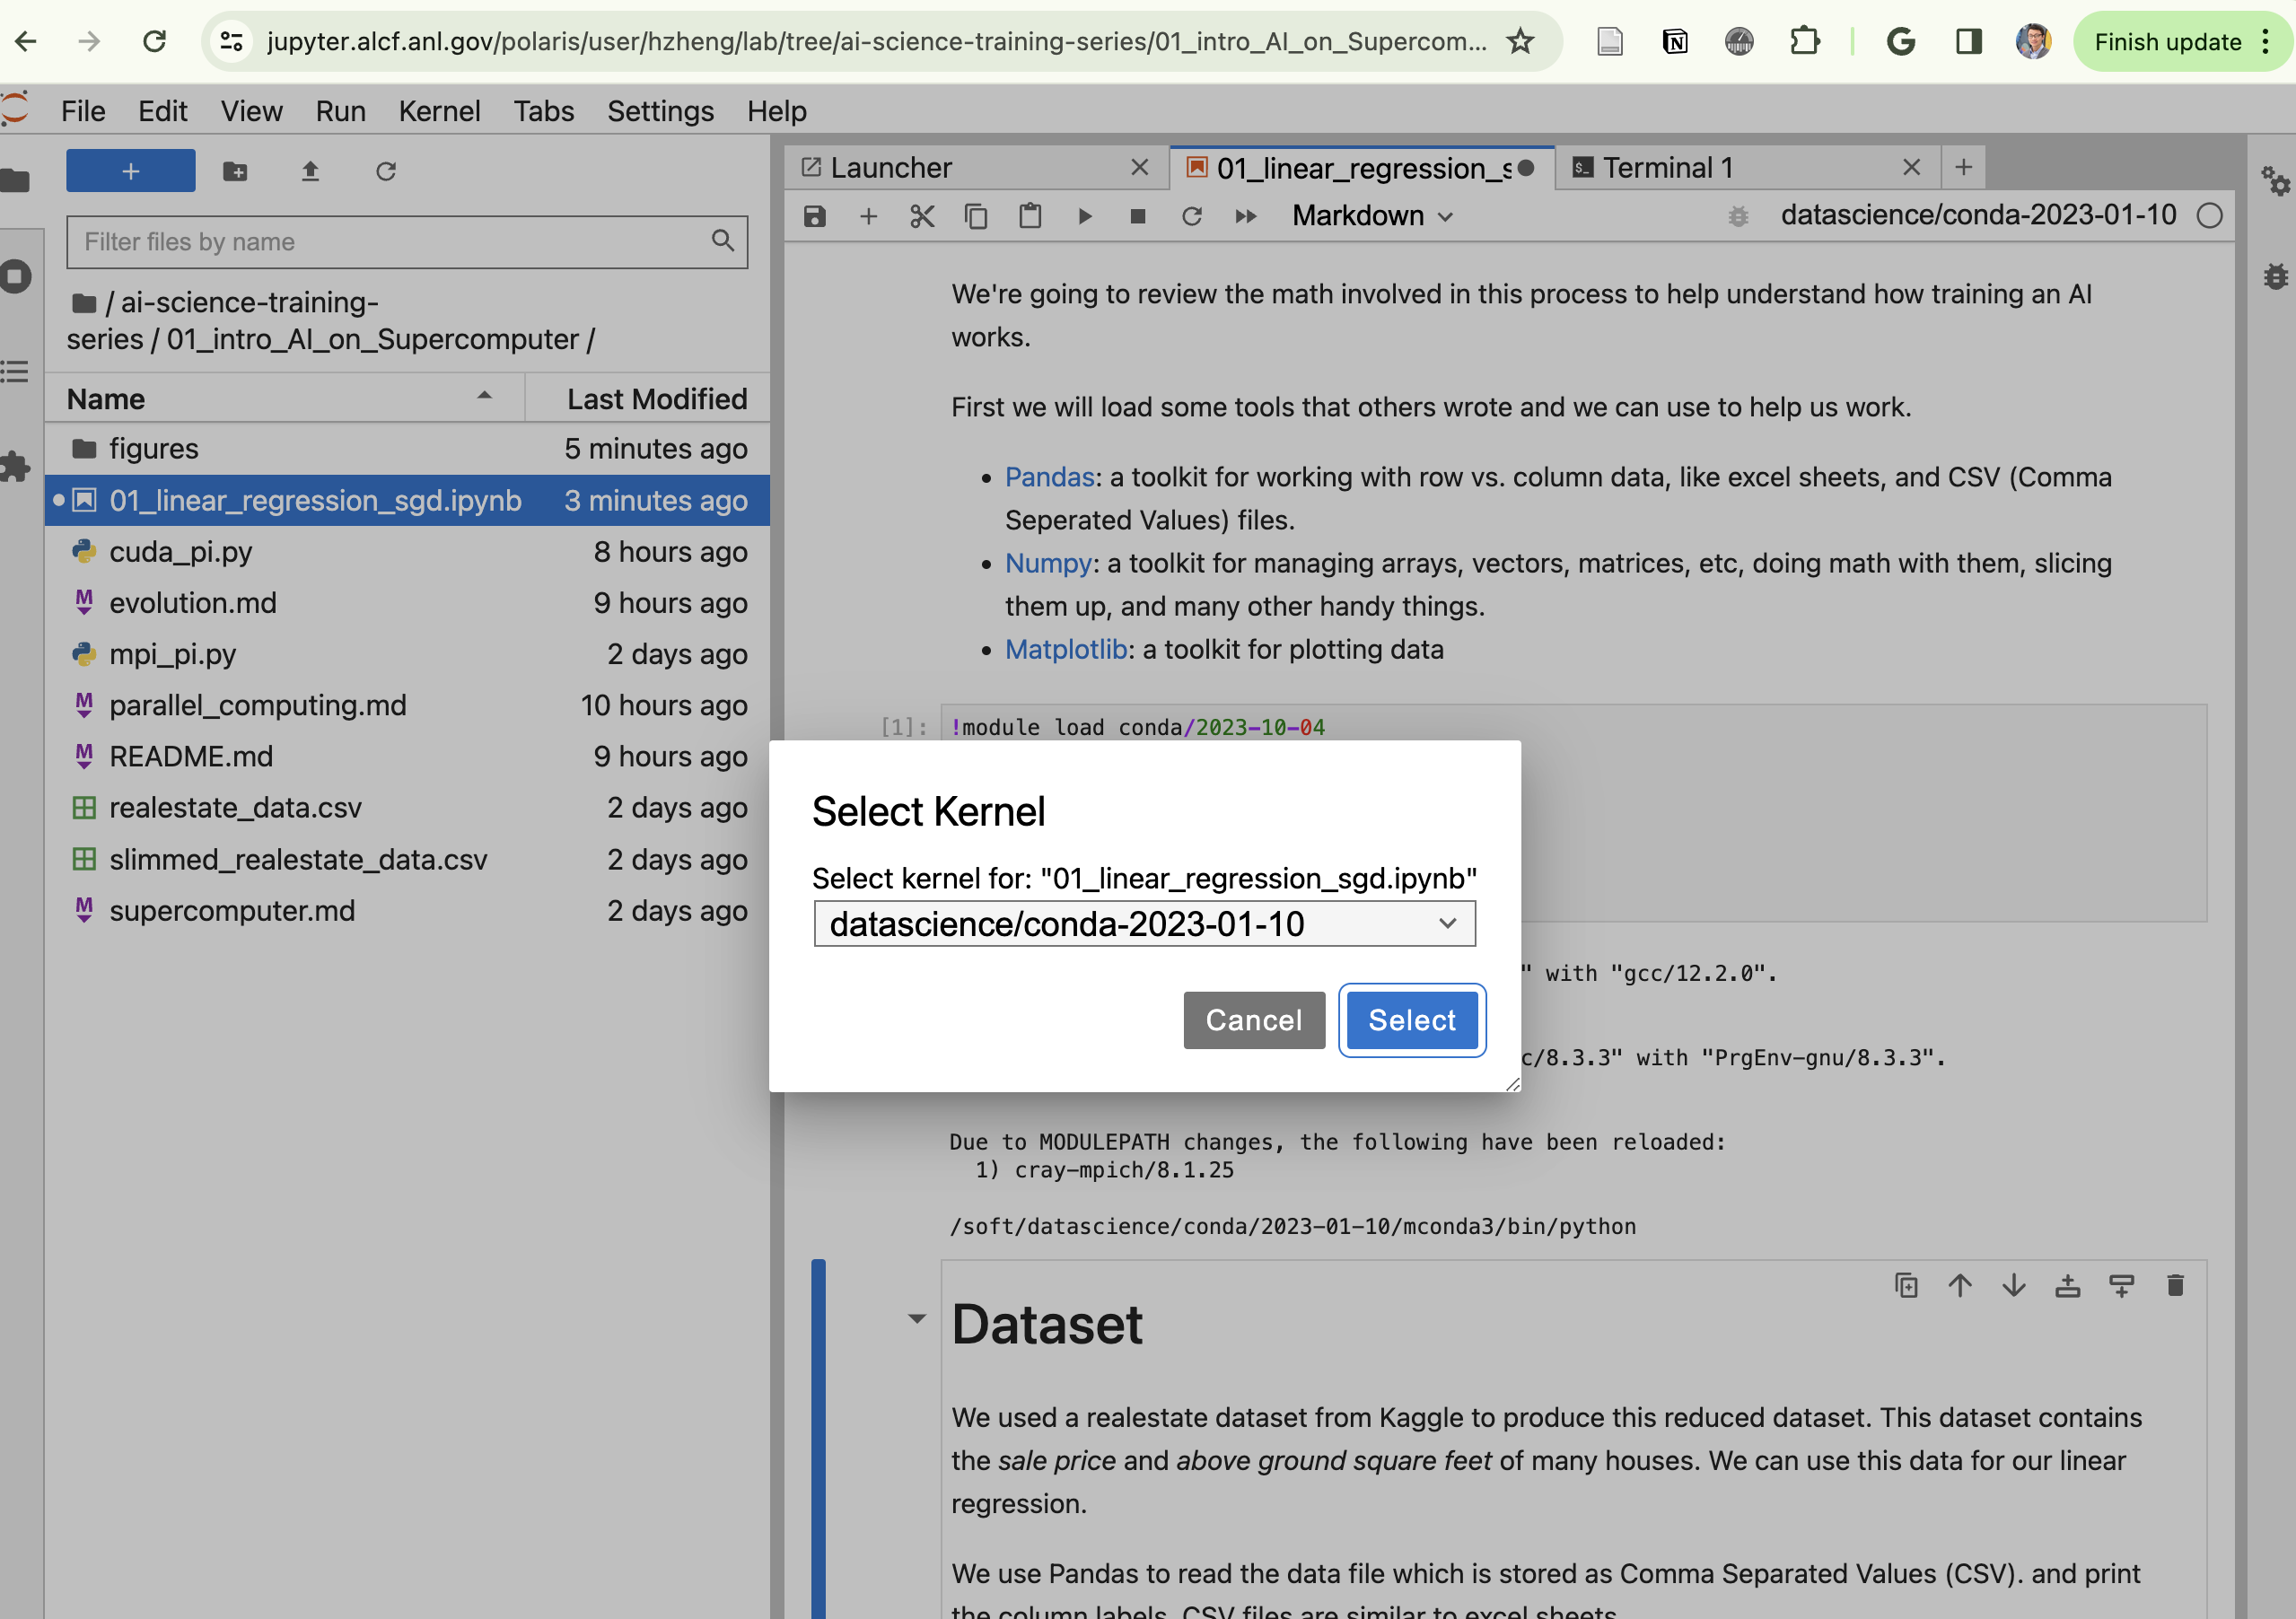 jupyter.alcf.anl.gov/polaris/user/hzheng/lab/tree/ai-science-training-series/01_intro_AI_on_Supercom...
Finish update
File Edit View Run Kernel Tabs Settings Help
Filter files by name
/ ai-science-training-
series / 01_intro_AI_on_Supercomputer /
Name Last Modified
figures 5 minutes ago
01_linear_regression_sgd.ipynb 3 minutes ago
cuda_pi.py 8 hours ago
evolution.md 9 hours ago
mpi_pi.py 2 days ago
parallel_computing.md 10 hours ago
README.md 9 hours ago
realestate_data.csv 2 days ago
slimmed_realestate_data.csv 2 days ago
supercomputer.md 2 days ago
Launcher
01_linear_regression_s
Terminal 1
Markdown
datascience/conda-2023-01-10
We're going to review the math involved in this process to help understand how training an AI
works.
First we will load some tools that others wrote and we can use to help us work.
• Pandas: a toolkit for working with row vs. column data, like excel sheets, and CSV (Comma
Seperated Values) files.
• Numpy: a toolkit for managing arrays, vectors, matrices, etc, doing math with them, slicing
them up, and many other handy things.
• Matplotlib: a toolkit for plotting data
[1]: !module load conda/2023-10-04
Select Kernel
Select kernel for: "01_linear_regression_sgd.ipynb"
datascience/conda-2023-01-10
Cancel Select
" with "gcc/12.2.0".
c/8.3.3" with "PrgEnv-gnu/8.3.3".
Due to MODULEPATH changes, the following have been reloaded:
1) cray-mpich/8.1.25
/soft/datascience/conda/2023-01-10/mconda3/bin/python
Dataset
We used a realestate dataset from Kaggle to produce this reduced dataset. This dataset contains
the sale price and above ground square feet of many houses. We can use this data for our linear
regression.
We use Pandas to read the data file which is stored as Comma Separated Values (CSV). and print
the column labels. CSV files are similar to excel sheets.